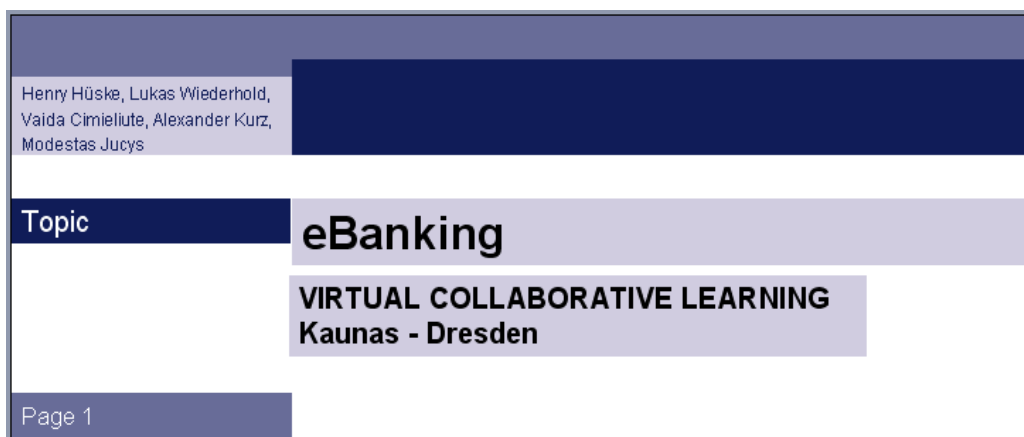 Henry Hüske, Lukas Wiederhold,
Vaida Cimieliute, Alexander Kurz,
Modestas Jucys
Topic
eBanking
VIRTUAL COLLABORATIVE LEARNING
Kaunas - Dresden
Page 1